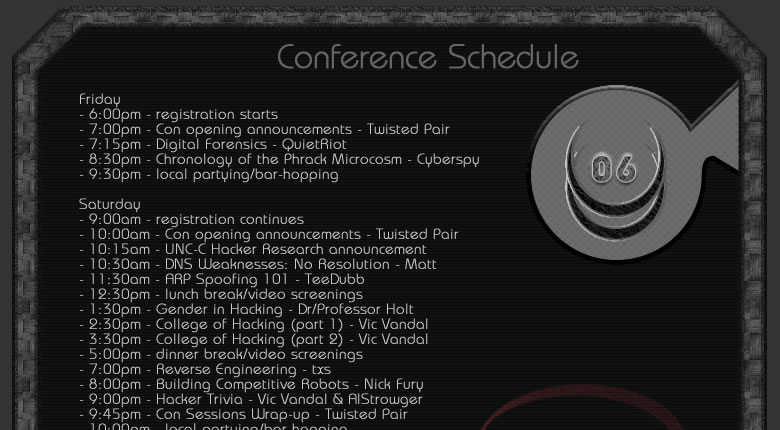 Conference Schedule
Friday
- 6:00pm - registration starts
- 7:00pm - Con opening announcements - Twisted Pair
- 7:15pm - Digital Forensics - QuietRiot
- 8:30pm - Chronology of the Phrack Microcosm - Cyberspy
- 9:30pm - local partying/bar-hopping
06
Saturday
- 9:00am - registration continues
- 10:00am - Con opening announcements - Twisted Pair
- 10:15am - UNC-C Hacker Research announcement
- 10:30am - DNS Weaknesses: No Resolution - Matt
- 11:30am - ARP Spoofing 101 - TeeDubb
- 12:30pm - lunch break/video screenings
- 1:30pm - Gender in Hacking - Dr/Professor Holt
- 2:30pm - College of Hacking (part 1) - Vic Vandal
- 3:30pm - College of Hacking (part 2) - Vic Vandal
- 5:00pm - dinner break/video screenings
- 7:00pm - Reverse Engineering - txs
- 8:00pm - Building Competitive Robots - Nick Fury
- 9:00pm - Hacker Trivia - Vic Vandal & AlStrowger
- 9:45pm - Con Sessions Wrap-up - Twisted Pair
- 10:00pm - local partying/bar hopping